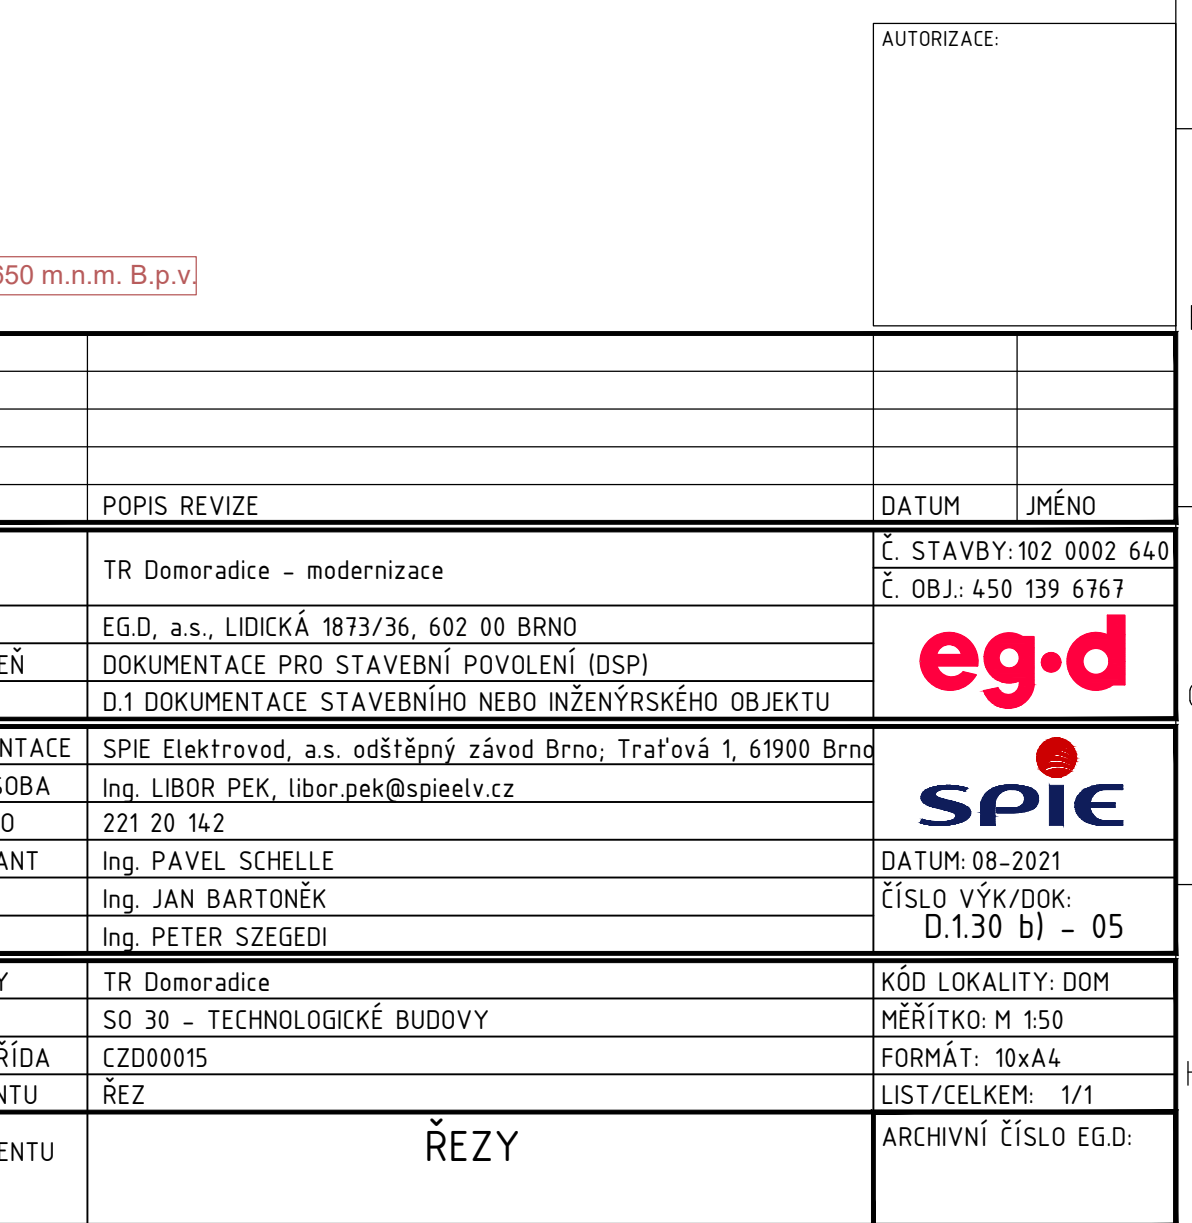 AUTORIZACE:
650 m.n.m. B.p.v.
POPIS REVIZE DATUM JMÉNO
TR Domoradice - modernizace
Č. STAVBY: 102 0002 640
Č. OBJ.: 450 139 6767
EG.D, a.s., LIDICKÁ 1873/36, 602 00 BRNO
eg·d
EŇ DOKUMENTACE PRO STAVEBNÍ POVOLENÍ (DSP)
D.1 DOKUMENTACE STAVEBNÍHO NEBO INŽENÝRSKÉHO OBJEKTU
NTACE SPIE Elektrovod, a.s. odštěpný závod Brno; Traťová 1, 61900 Brno
SOBA Ing. LIBOR PEK, libor.pek@spieelv.cz
SPIE
O 221 20 142
ANT Ing. PAVEL SCHELLE DATUM: 08-2021
Ing. JAN BARTONĚK ČÍSLO VÝK/DOK:
D.1.30 b) - 05
Ing. PETER SZEGEDI
Y TR Domoradice KÓD LOKALITY: DOM
SO 30 - TECHNOLOGICKÉ BUDOVY MĚŘÍTKO: M 1:50
ŘÍDA CZD00015 FORMÁT: 10xA4
NTU ŘEZ LIST/CELKEM: 1/1
ENTU ŘEZY ARCHIVNÍ ČÍSLO EG.D: